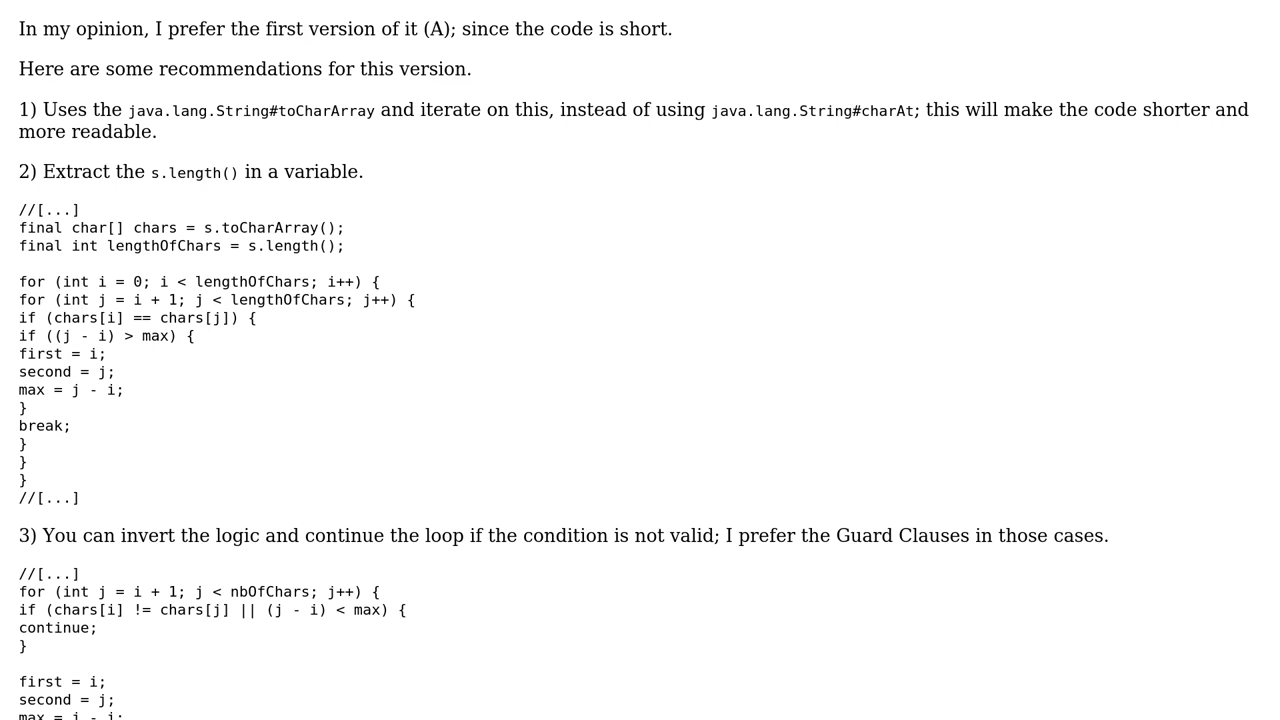 In my opinion, I prefer the first version of it (A); since the code is short.
Here are some recommendations for this version.
1) Uses the java.lang.String#toCharArray and iterate on this, instead of using java.lang.String#charAt; this will make the code shorter and
more readable.
2) Extract the s.length() in a variable.
//[...]
final char[] chars = s.toCharArray();
final int lengthOfChars = s.length();
for (int i = 0; i < lengthOfChars; i++) {
for (int j = i + 1; j < lengthOfChars; j++) {
if (chars[i] == chars[j]) {
if ((j - i) > max) {
first = i;
second = j;
max = j - i;
}
break;
}
}
}
//[...]
3) You can invert the logic and continue the loop if the condition is not valid; I prefer the Guard Clauses in those cases.
//[...]
for (int j = i + 1; j < nbOfChars; j++) {
if (chars[i] != chars[j] || (j - i) < max) {
continue;
}
first = i;
second = j;
max = j - i;